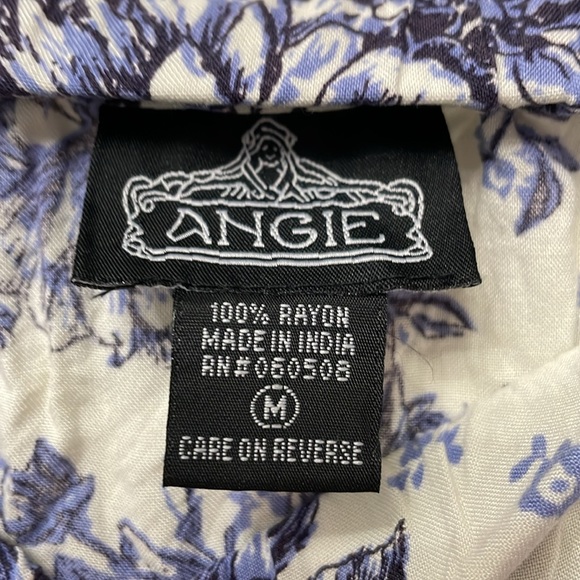 ANGIE
100% RAYON
MADE IN INDIA
RN#060508
M
CARE ON REVERSE